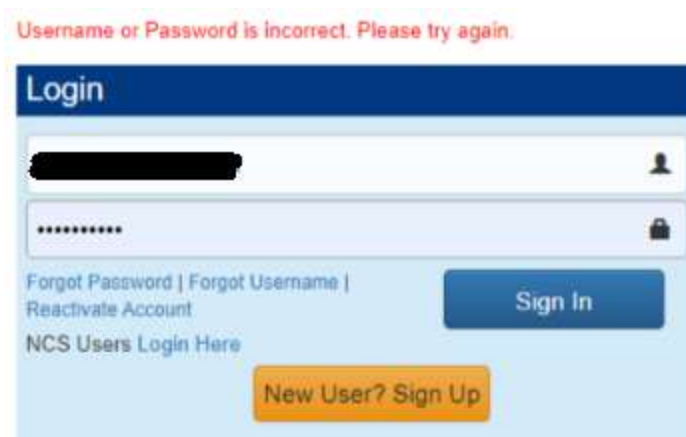 Username or Password is incorrect. Please try again.
Login
••••••••••
Forgot Password | Forgot Username |
Reactivate Account
Sign In
NCS Users Login Here
New User? Sign Up